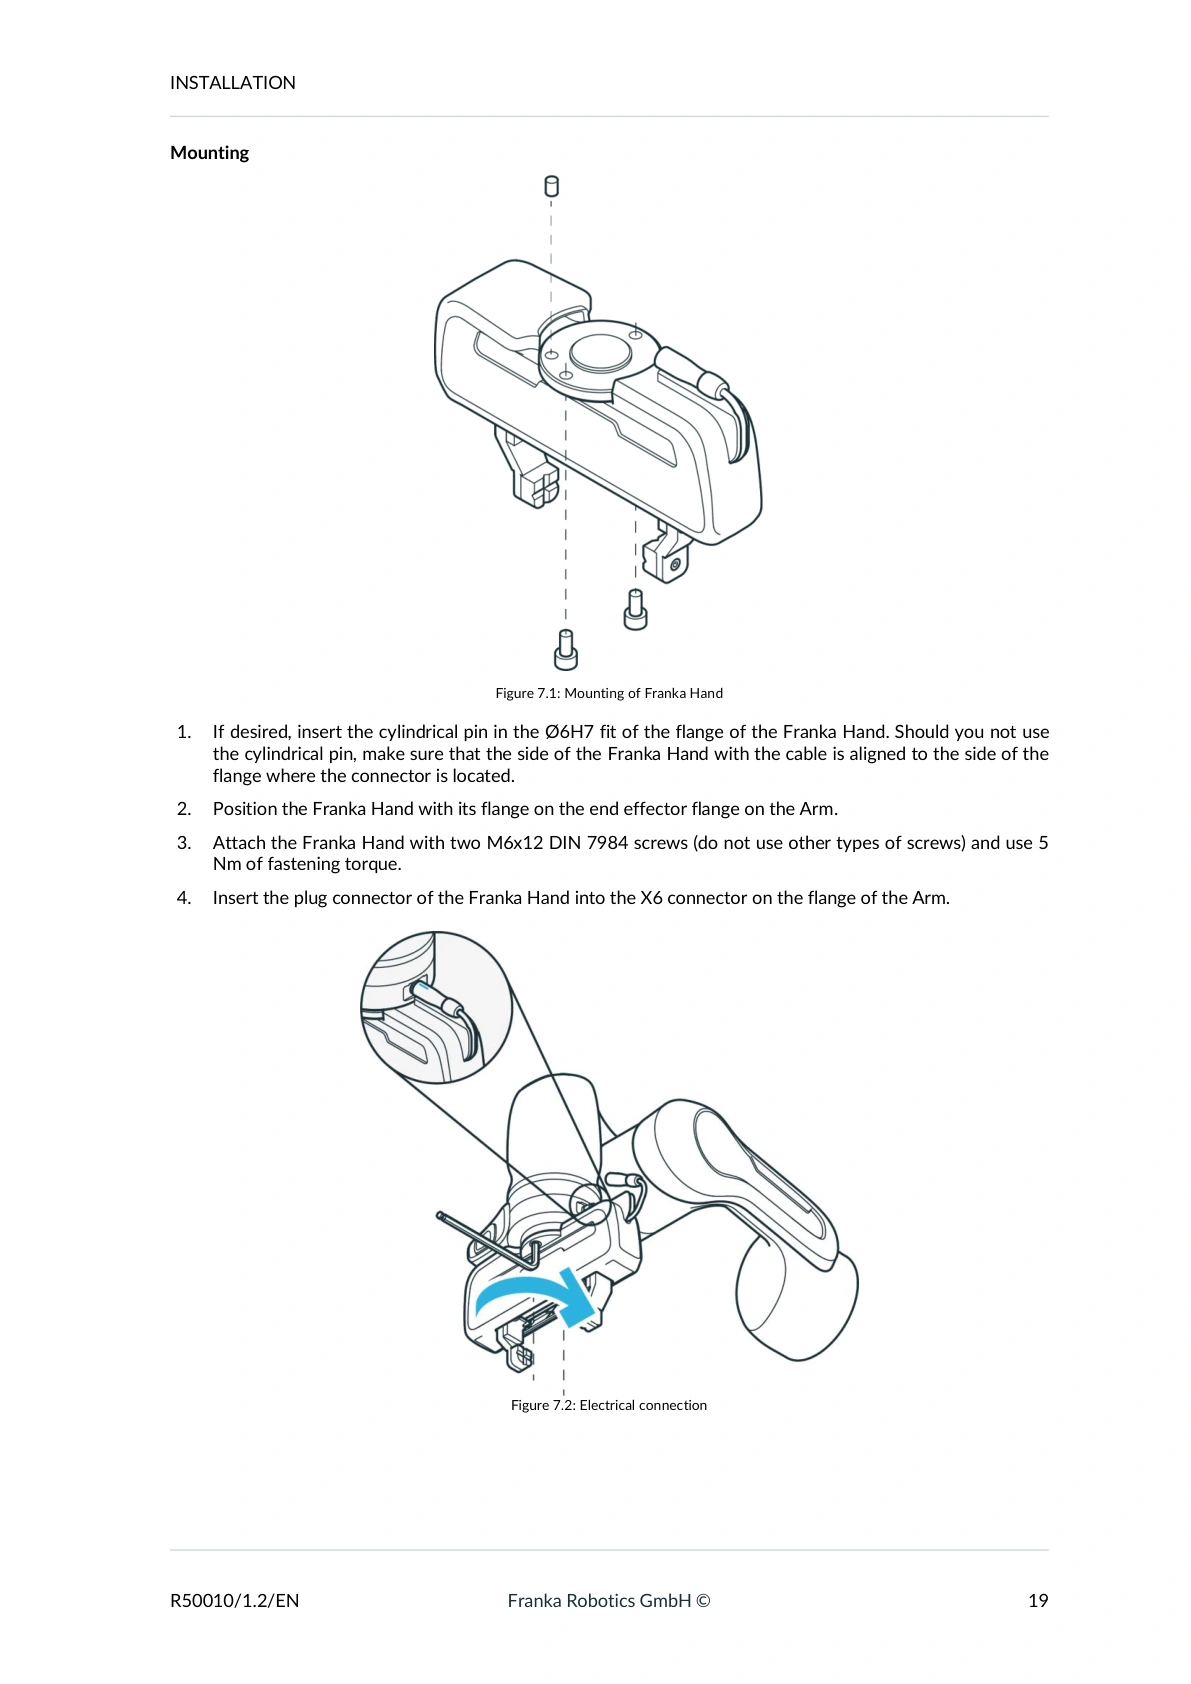 INSTALLATION
Mounting
Figure 7.1: Mounting of Franka Hand
1. If desired, insert the cylindrical pin in the Ø6H7 fit of the flange of the Franka Hand. Should you not use
the cylindrical pin, make sure that the side of the Franka Hand with the cable is aligned to the side of the
flange where the connector is located.
2. Position the Franka Hand with its flange on the end effector flange on the Arm.
3. Attach the Franka Hand with two M6x12 DIN 7984 screws (do not use other types of screws) and use 5
Nm of fastening torque.
4. Insert the plug connector of the Franka Hand into the X6 connector on the flange of the Arm.
Figure 7.2: Electrical connection
R50010/1.2/EN Franka Robotics GmbH © 19